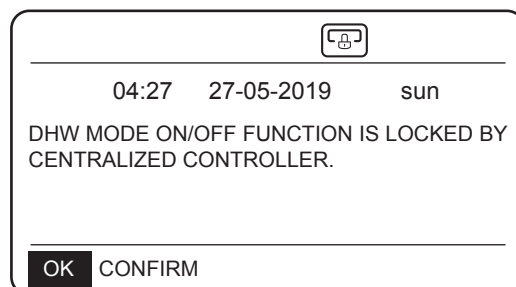 04:27 27-05-2019 sun
DHW MODE ON/OFF FUNCTION IS LOCKED BY
CENTRALIZED CONTROLLER.
OK CONFIRM